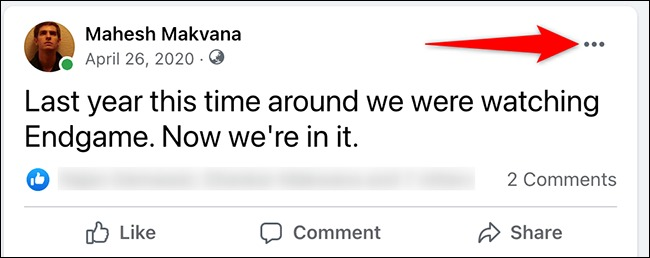 Mahesh Makvana
April 26, 2020 ·
Last year this time around we were watching
Endgame. Now we're in it.
2 Comments
Like Comment Share